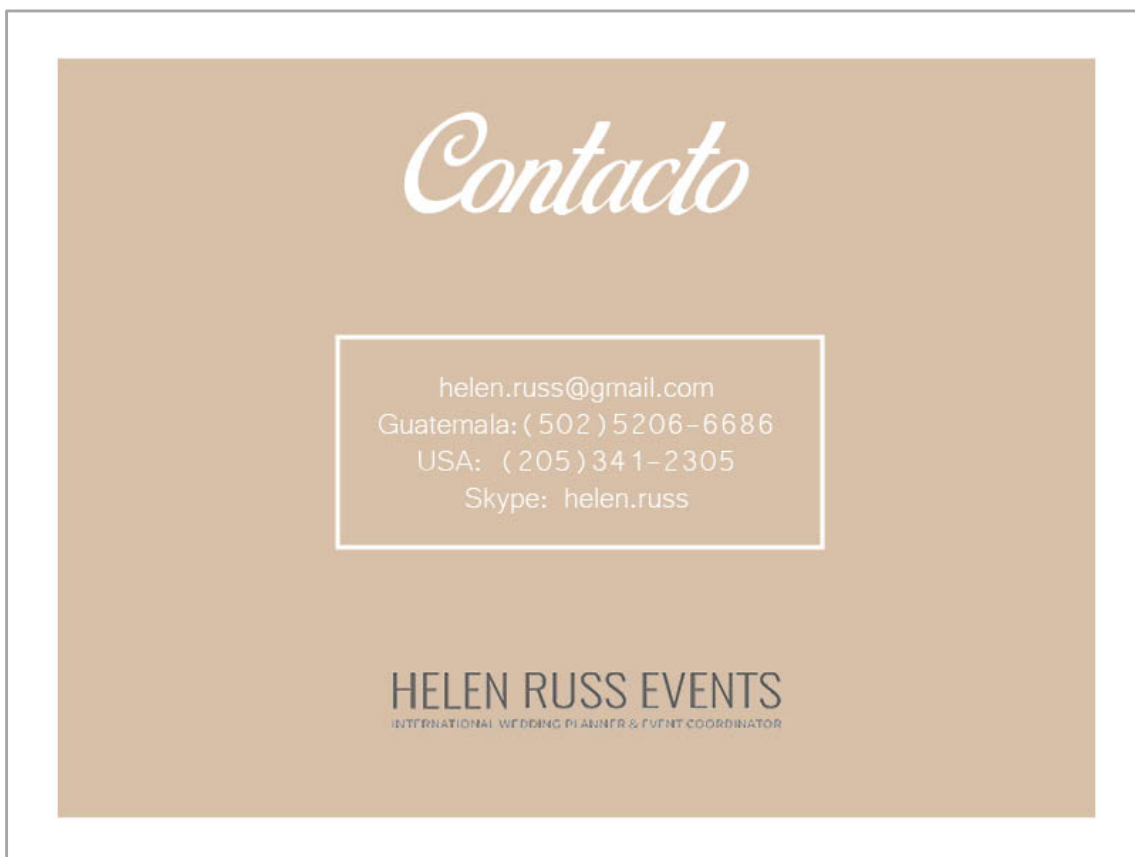 Contacto
helen.russ@gmail.com
Guatemala:(502)5206-6686
USA: (205)341-2305
Skype: helen.russ
HELEN RUSS EVENTS
INTERNATIONAL WEDDING PLANNER & EVENT COORDINATOR